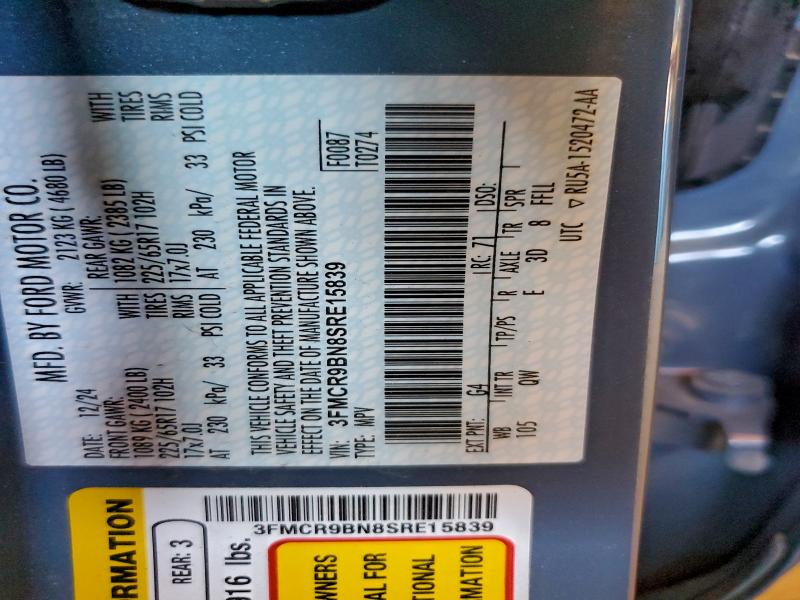 MFD. BY FORD MOTOR CO.
DATE: 12/24 GVWR: 2123 KG ( 4680 LB)
FRONT GAWR: REAR GAWR:
1089 KG ( 2400 LB) WITH 1082 KG ( 2385 LB) WITH
225/65R17 102H TIRES 225/65R17 102H TIRES
17x7.0J RIMS 17x7.0J RIMS
AT 230 kPa/ 33 PSI COLD AT 230 kPa/ 33 PSI COLD
THIS VEHICLE CONFORMS TO ALL APPLICABLE FEDERAL MOTOR
VEHICLE SAFETY AND THEFT PREVENTION STANDARDS IN
EFFECT ON THE DATE OF MANUFACTURE SHOWN ABOVE.
VIN: 3FMCR9BN8SRE15839
TYPE: MPV
F0087
T0274
EXT PNT: G4 RC: 71 DSO:
WB INT TR TP/PS R AXLE TR SPR
105 QW E 3D 8 FFLL
UTC ▽ RU5A-1520472-AA
RMATION
REAR: 3
916 lbs.
3FMCR9BN8SRE15839
WNERS
AL FOR
TIONAL
MATION